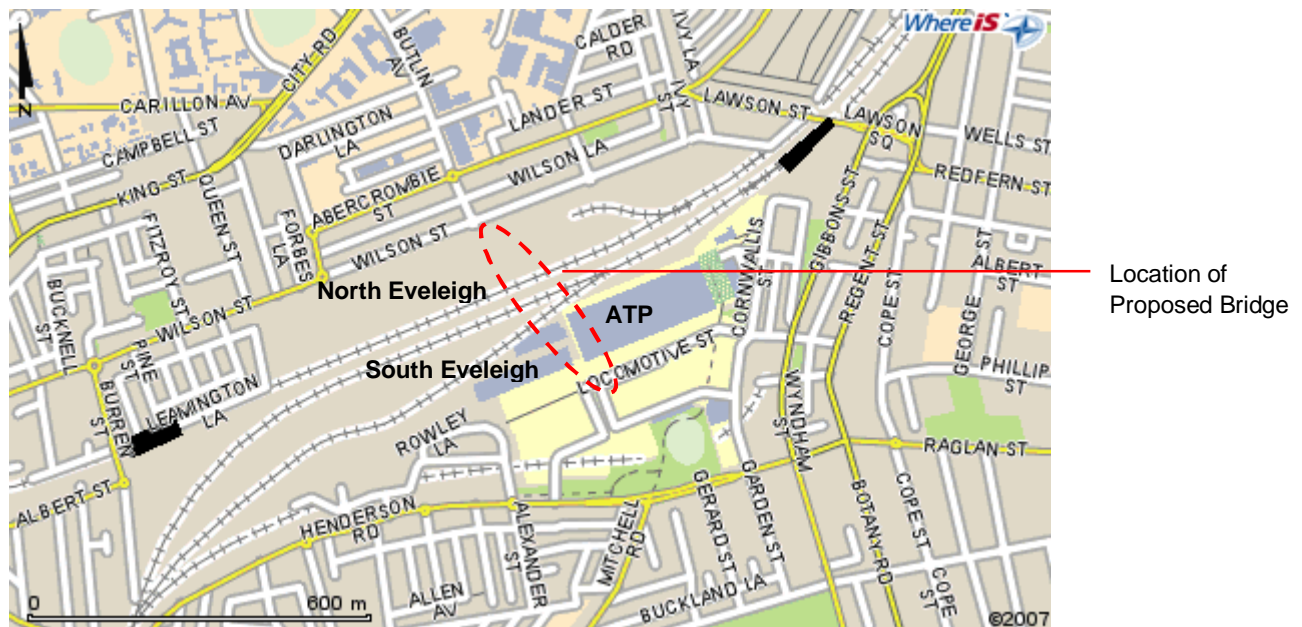 WhereiS
N
CARILLON AV
CAMPBELL ST
CITY RD
BUTLIN
AV
CALDER
RD
IVY LA
IVY
ST
LAWSON ST
LAWSON
SQ
WELLS ST
REDFERN ST
DARLINGTON
LA
LANDER ST
WILSON LA
ABERCROMBIE
ST
KING ST
QUEEN ST
FITZROY ST
FORBES
LA
WILSON ST
WILSON ST
BUCKNELL
ST
PINE
ST
North Eveleigh
ATP
South Eveleigh
Location of
Proposed Bridge
CORNWALLIS
ST
GIBBONS ST
REGENT ST
COPE ST
GEORGE ST
ALBERT ST
PHILLIP
ST
LOCOMOTIVE ST
LEAMINGTON
LA
BURREN
ST
ROWLEY
LA
WYNDHAM
ST
RAGLAN ST
ALBERT ST
HENDERSON
RD
ALEXANDER
ST
MITCHELL
RD
GERARD ST
GARDEN ST
BOTANY RD
COPE ST
COPE
ST
ALLEN
AV
BUCKLAND LA
0
600 m
©2007